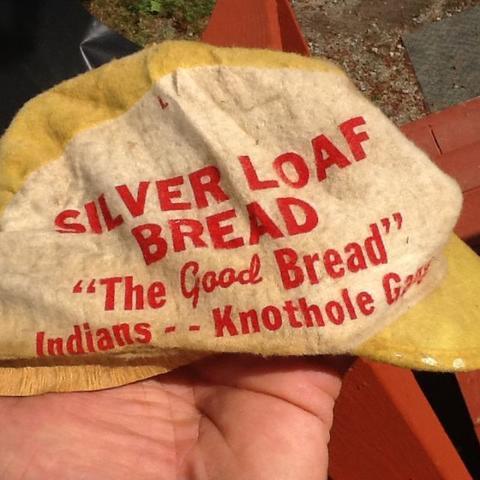 SILVER LOAF
BREAD
“The Good Bread”
Indians -- Knothole